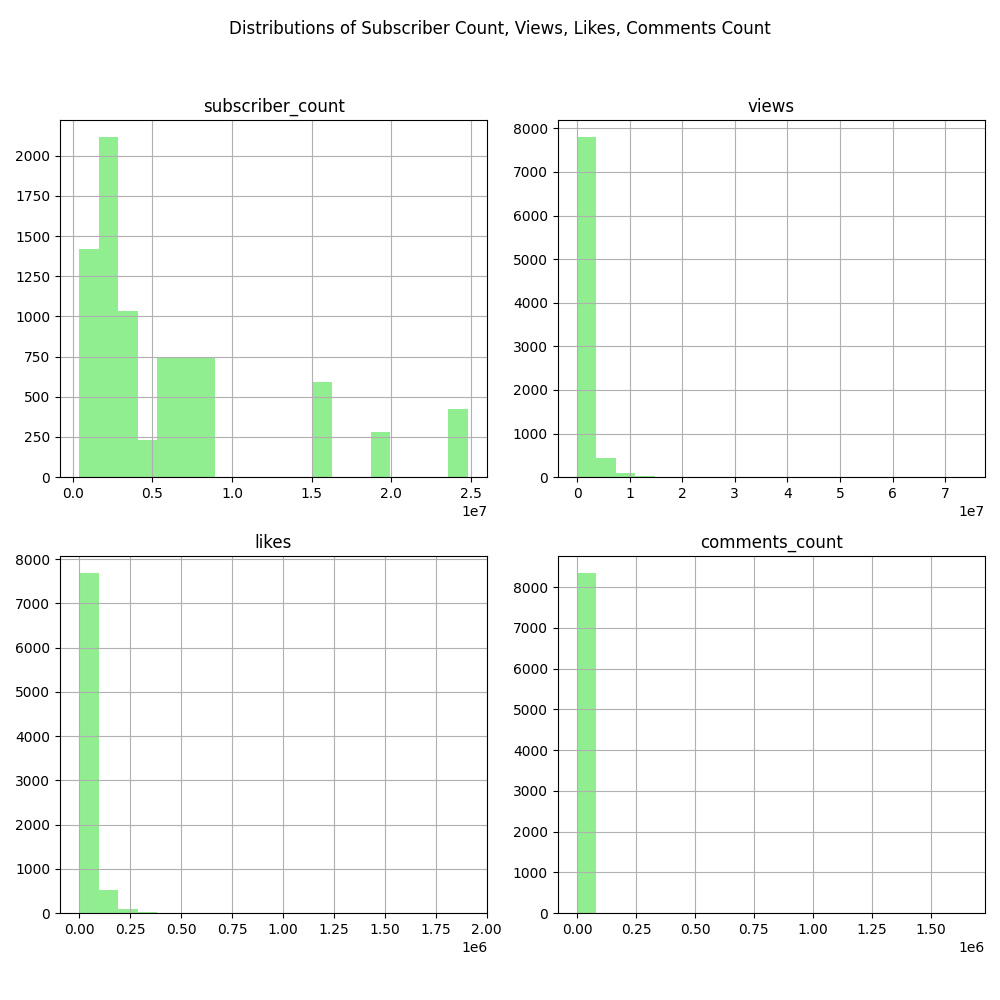 Distributions of Subscriber Count, Views, Likes, Comments Count
subscriber_count
2000
1750
1500
1250
1000
750
500
250
0
0.0 0.5 1.0 1.5 2.0 2.5
1e7
views
8000
7000
6000
5000
4000
3000
2000
1000
0
0 1 2 3 4 5 6 7
1e7
likes
8000
7000
6000
5000
4000
3000
2000
1000
0
0.00 0.25 0.50 0.75 1.00 1.25 1.50 1.75 2.00
1e6
comments_count
8000
7000
6000
5000
4000
3000
2000
1000
0
0.00 0.25 0.50 0.75 1.00 1.25 1.50
1e6